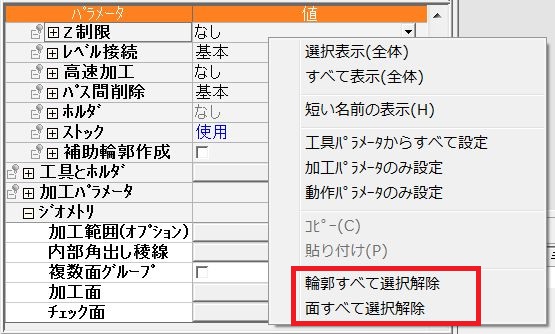 パラメータ 値
Z制限 なし
レベル接続 基本
高速加工 なし
パス間削除 基本
ホルダ なし
ストック 使用
補助輪郭作成
工具とホルダ
加工パラメータ
ジオメトリ
加工範囲(オプション)
内部角出し稜線
複数面グループ
加工面
チェック面
選択表示(全体)
すべて表示(全体)
短い名前の表示(H)
工具パラメータからすべて設定
加工パラメータのみ設定
動作パラメータのみ設定
コピー(C)
貼り付け(P)
輪郭すべて選択解除
面すべて選択解除